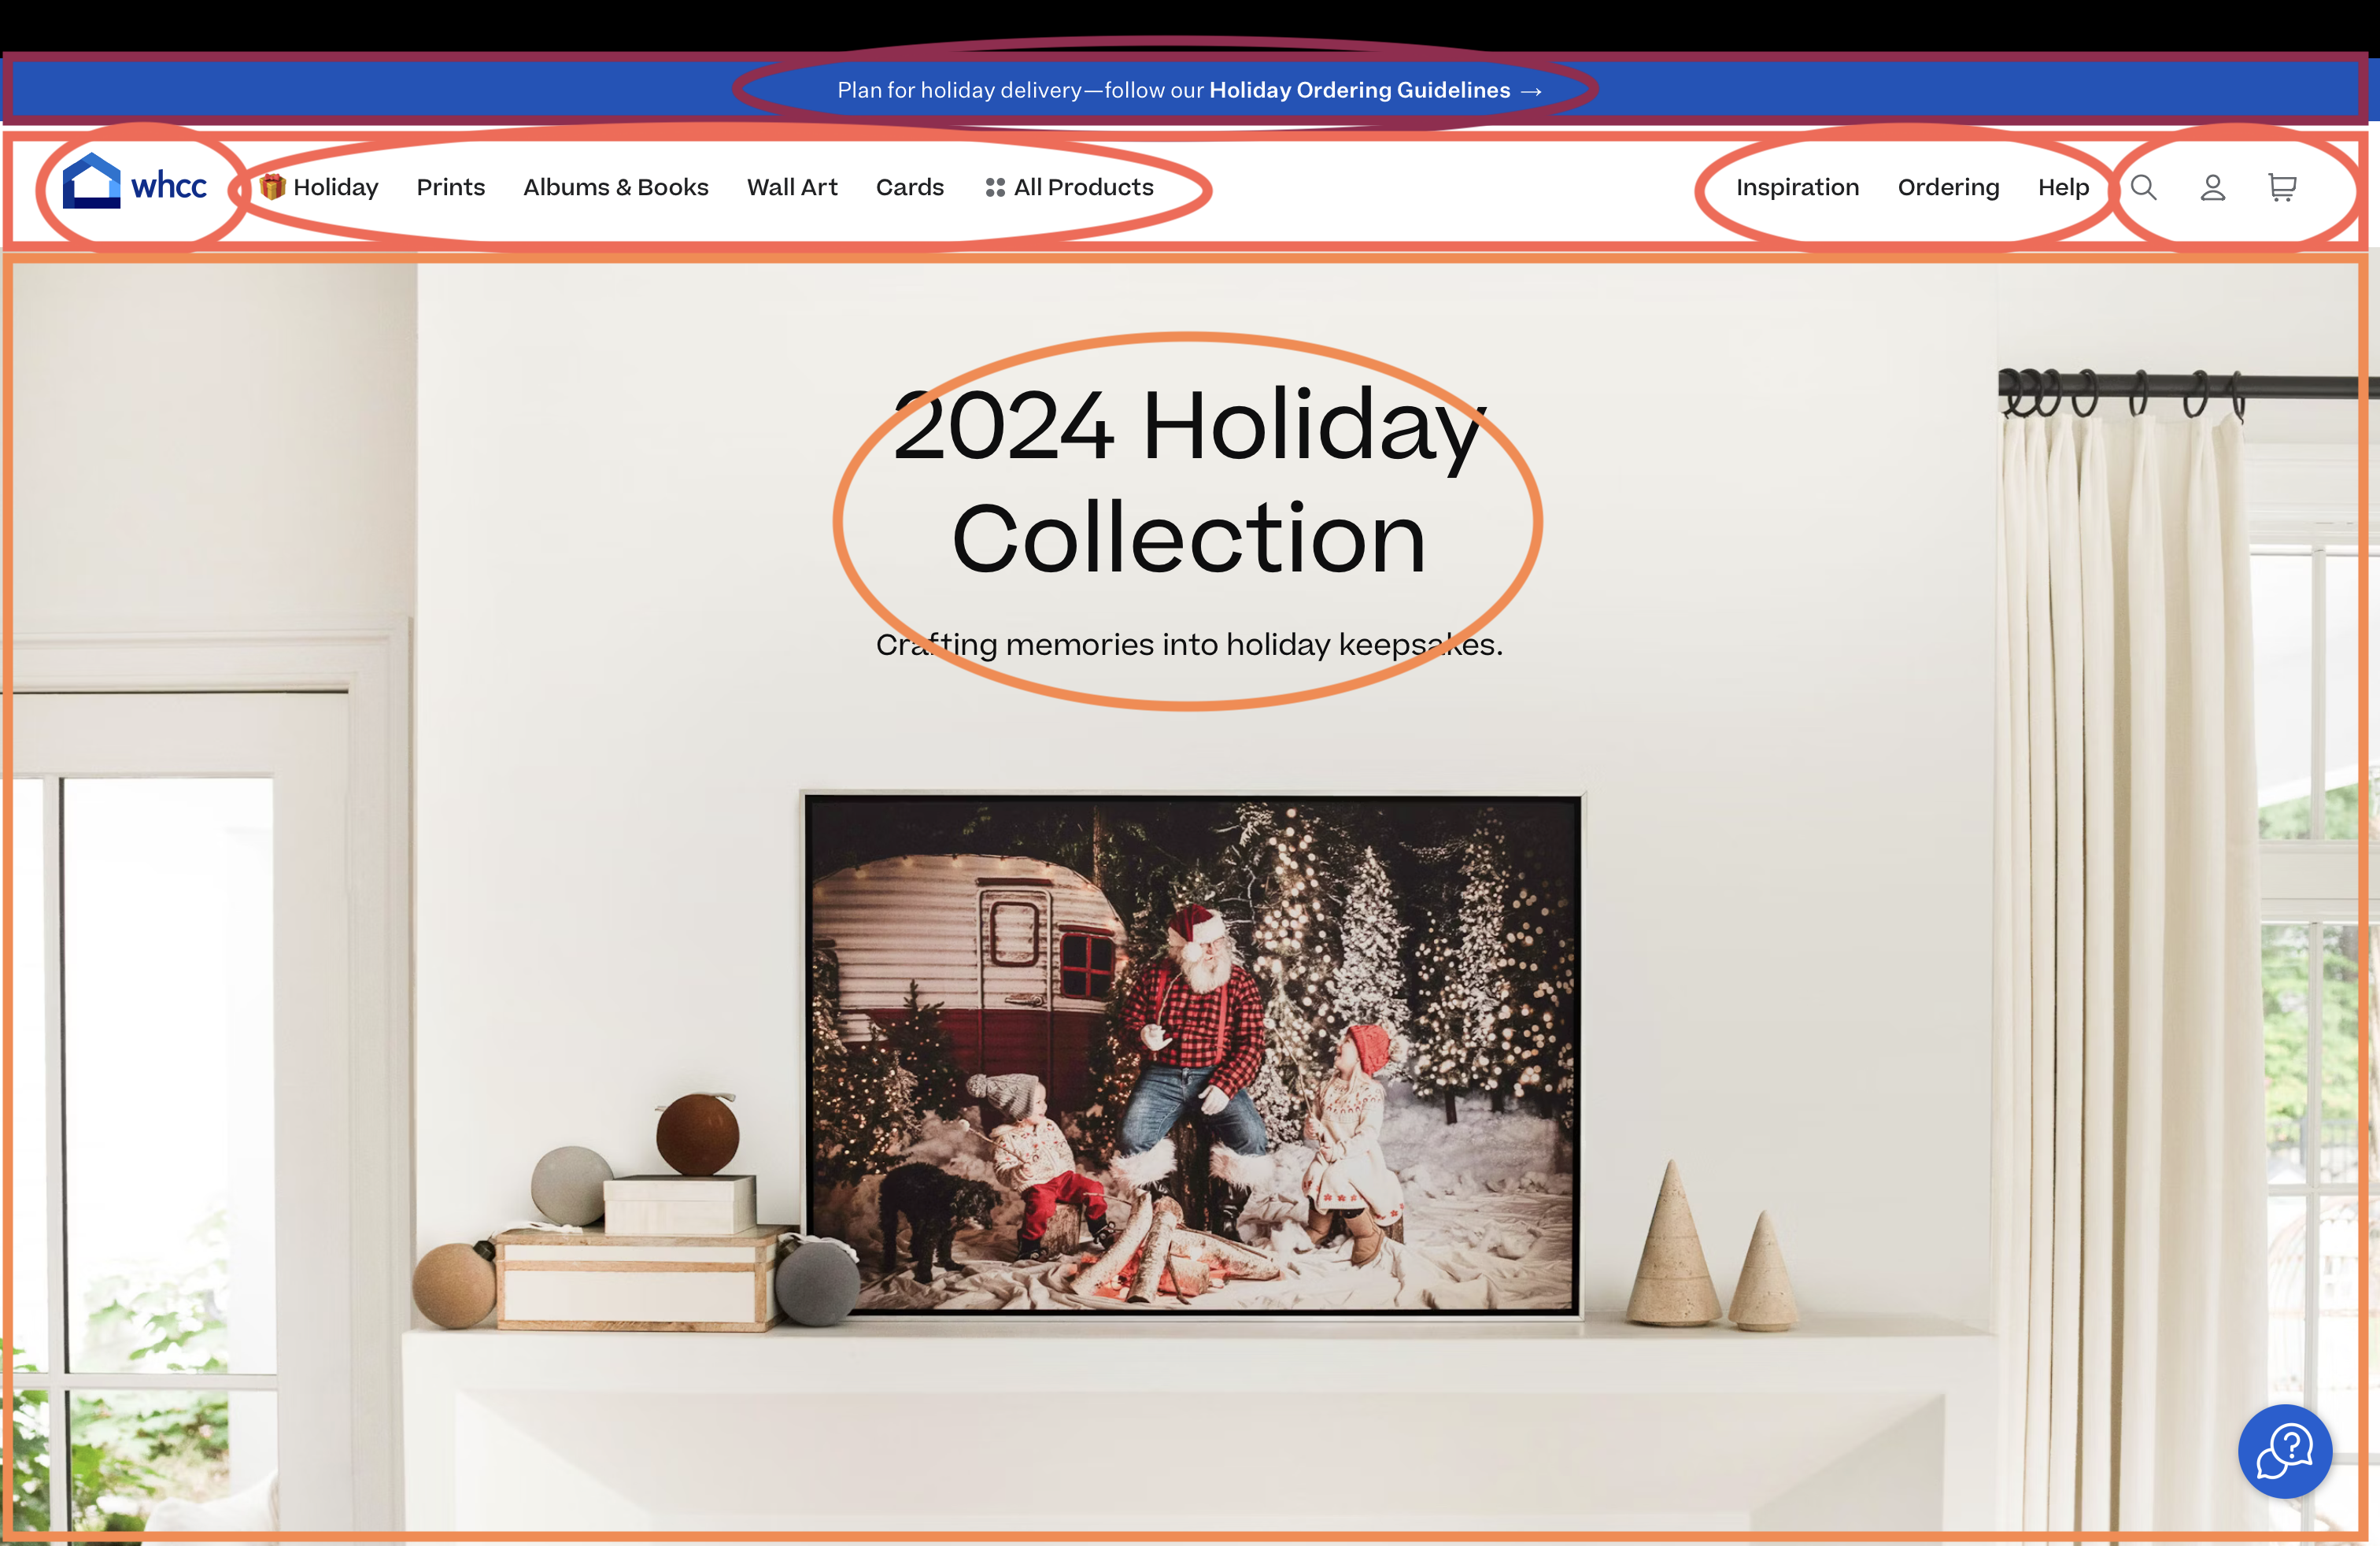 Plan for holiday delivery—follow our Holiday Ordering Guidelines →
whcc Holiday Prints Albums & Books Wall Art Cards All Products Inspiration Ordering Help
2024 Holiday
Collection
Crafting memories into holiday keepsakes.
?